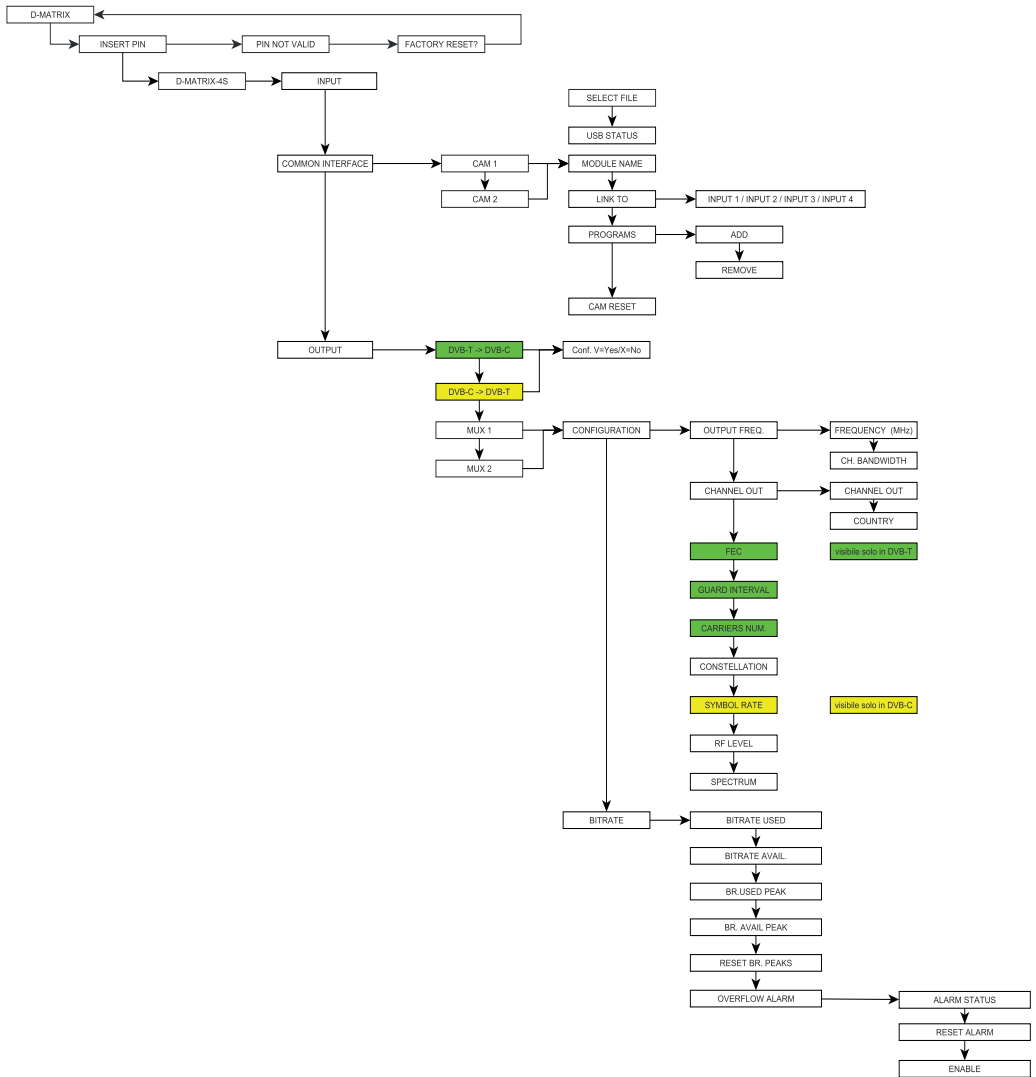 D-MATRIX
INSERT PIN
PIN NOT VALID
FACTORY RESET?
D-MATRIX-4S
INPUT
SELECT FILE
USB STATUS
COMMON INTERFACE
CAM 1
MODULE NAME
CAM 2
LINK TO
INPUT 1 / INPUT 2 / INPUT 3 / INPUT 4
PROGRAMS
ADD
REMOVE
CAM RESET
OUTPUT
DVB-T -> DVB-C
Conf. V=Yes/X=No
DVB-C -> DVB-T
MUX 1
CONFIGURATION
OUTPUT FREQ.
FREQUENCY (MHz)
CH. BANDWIDTH
MUX 2
CHANNEL OUT
CHANNEL OUT
COUNTRY
FEC
visibile solo in DVB-T
GUARD INTERVAL
CARRIERS NUM.
CONSTELLATION
SYMBOL RATE
visibile solo in DVB-C
RF LEVEL
SPECTRUM
BITRATE
BITRATE USED
BITRATE AVAIL.
BR.USED PEAK
BR. AVAIL PEAK
RESET BR. PEAKS
OVERFLOW ALARM
ALARM STATUS
RESET ALARM
ENABLE